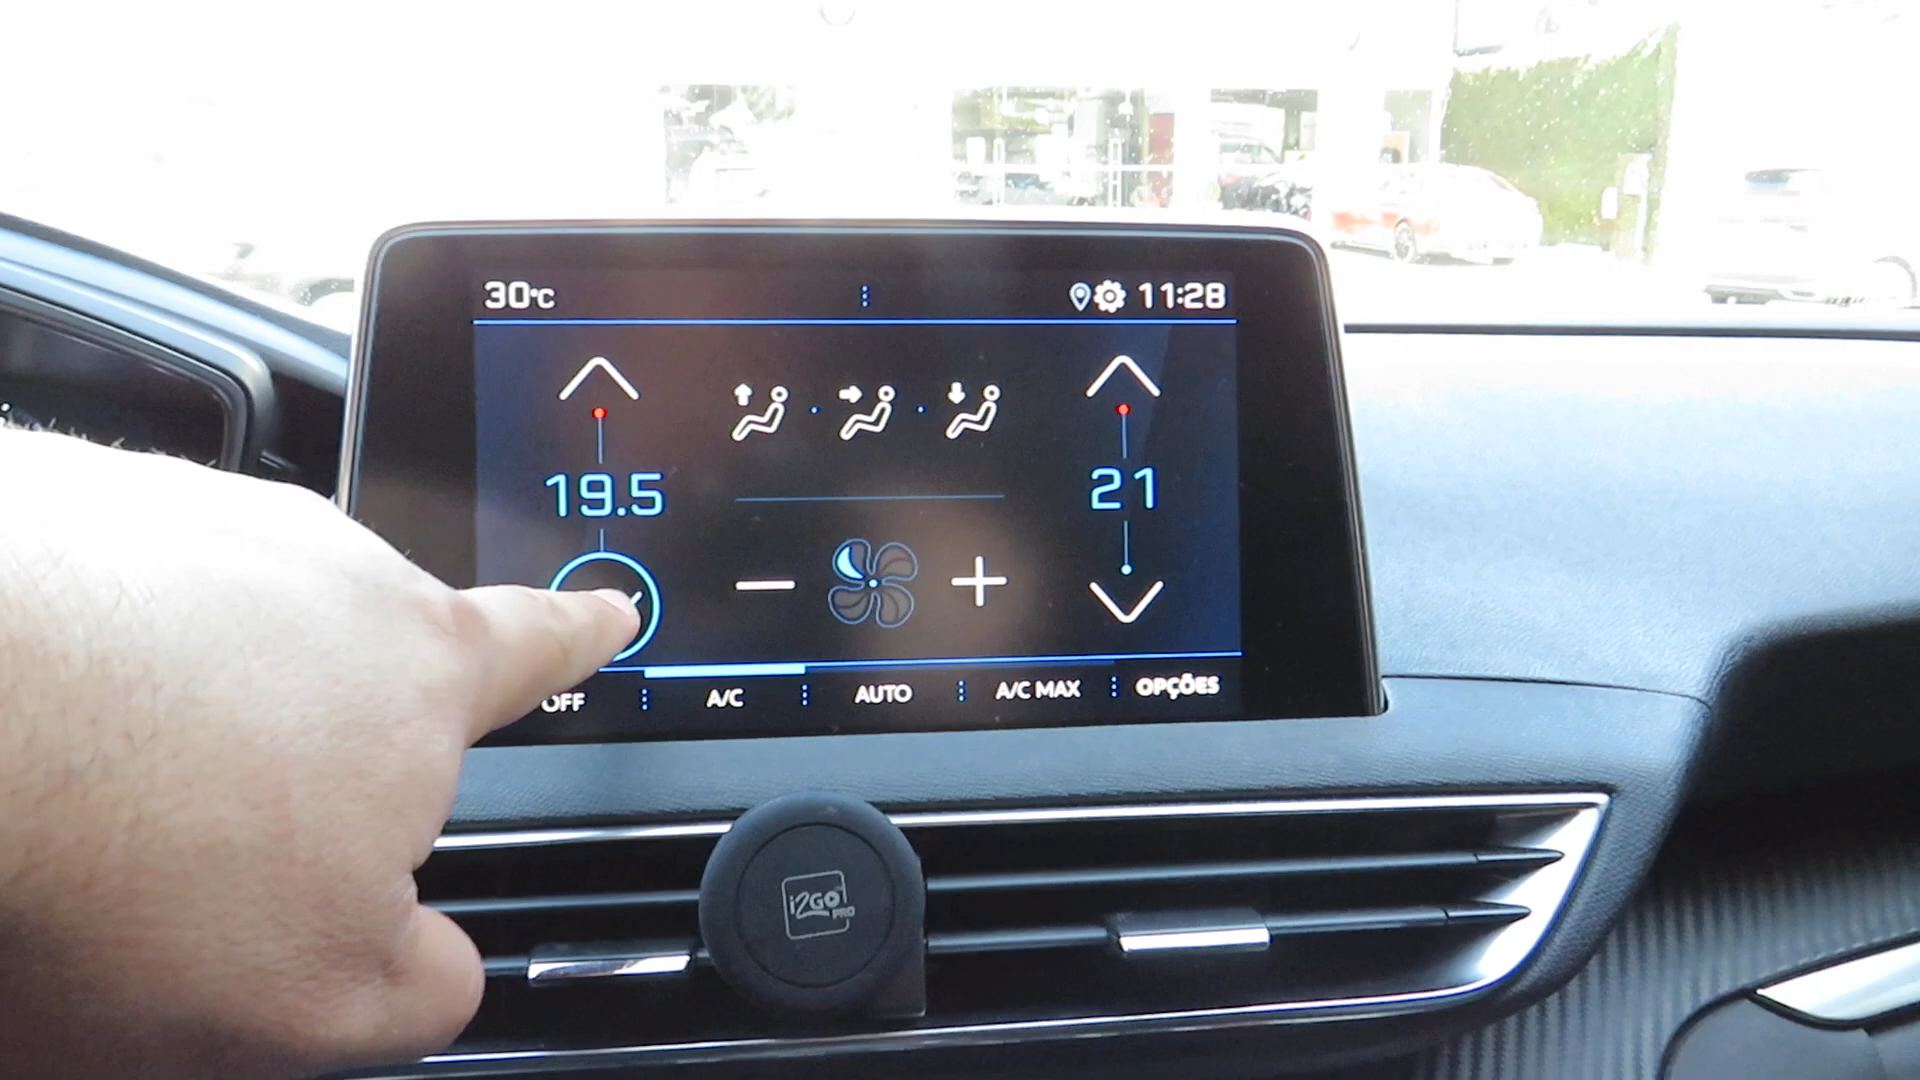 30°C 11:28
19.5 21
OFF A/C AUTO A/C MAX OPÇÕES
i2GO
PRO